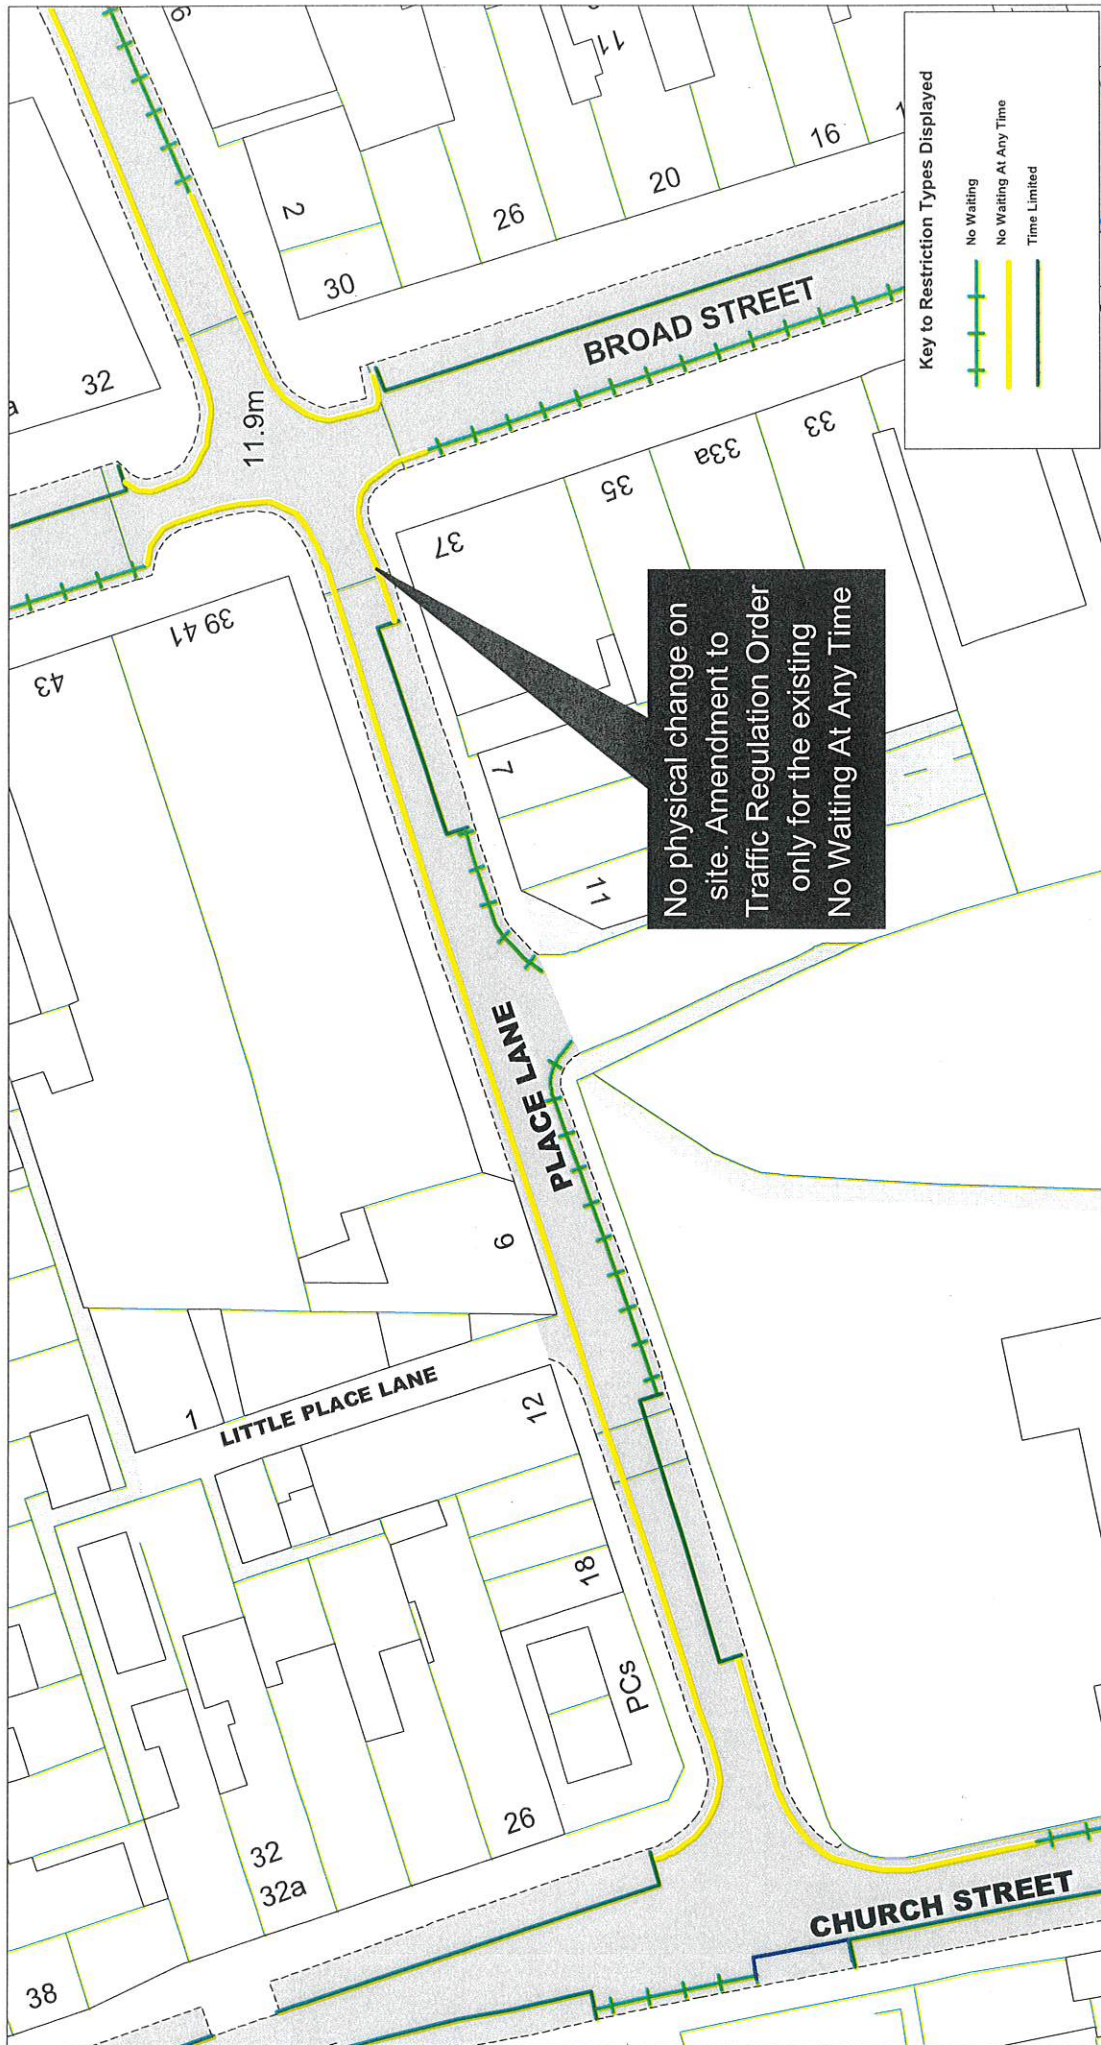 6
11
2
30
26
20
16
32
a
11.9m
BROAD STREET
Key to Restriction Types Displayed
No Waiting
No Waiting At Any Time
Time Limited
43
39 41
37
35
33a
33
7
11
No physical change on
site. Amendment to
Traffic Regulation Order
only for the existing
No Waiting At Any Time
PLACE LANE
6
1
LITTLE PLACE LANE
12
18
PCs
26
32
32a
38
CHURCH STREET